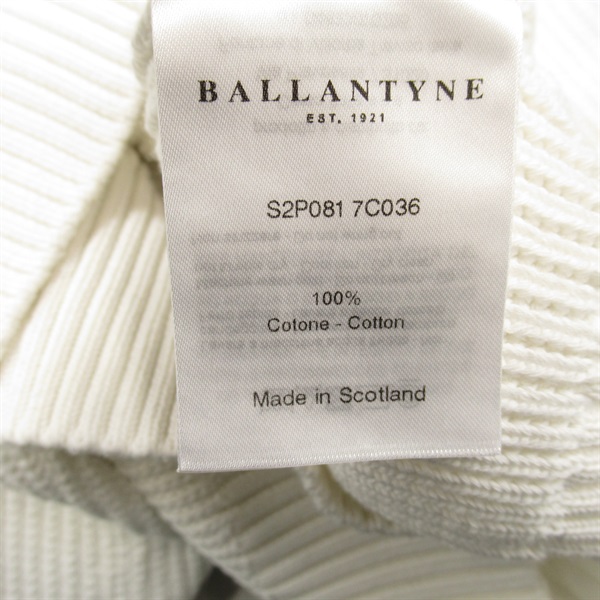 BALLANTYNE
EST. 1921
S2P081 7C036
100%
Cotone - Cotton
Made in Scotland